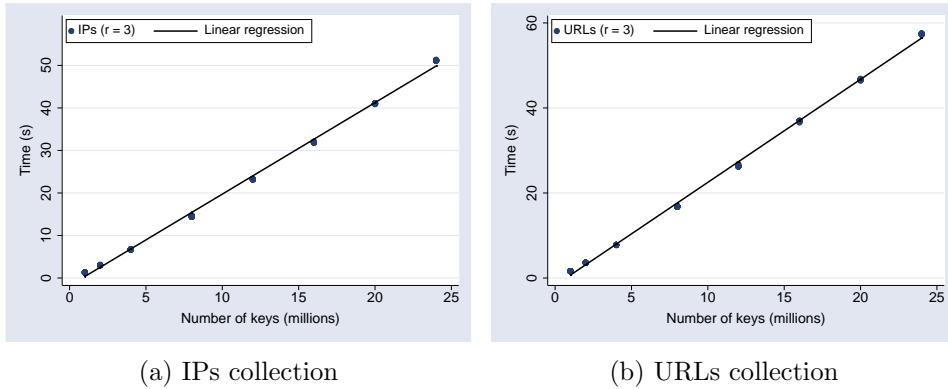 IPs (r = 3) Linear regression
Time (s)
50
40
30
20
10
0
0 5 10 15 20 25
Number of keys (millions)
(a) IPs collection
URLs (r = 3) Linear regression
Time (s)
60
40
20
0
0 5 10 15 20 25
Number of keys (millions)
(b) URLs collection